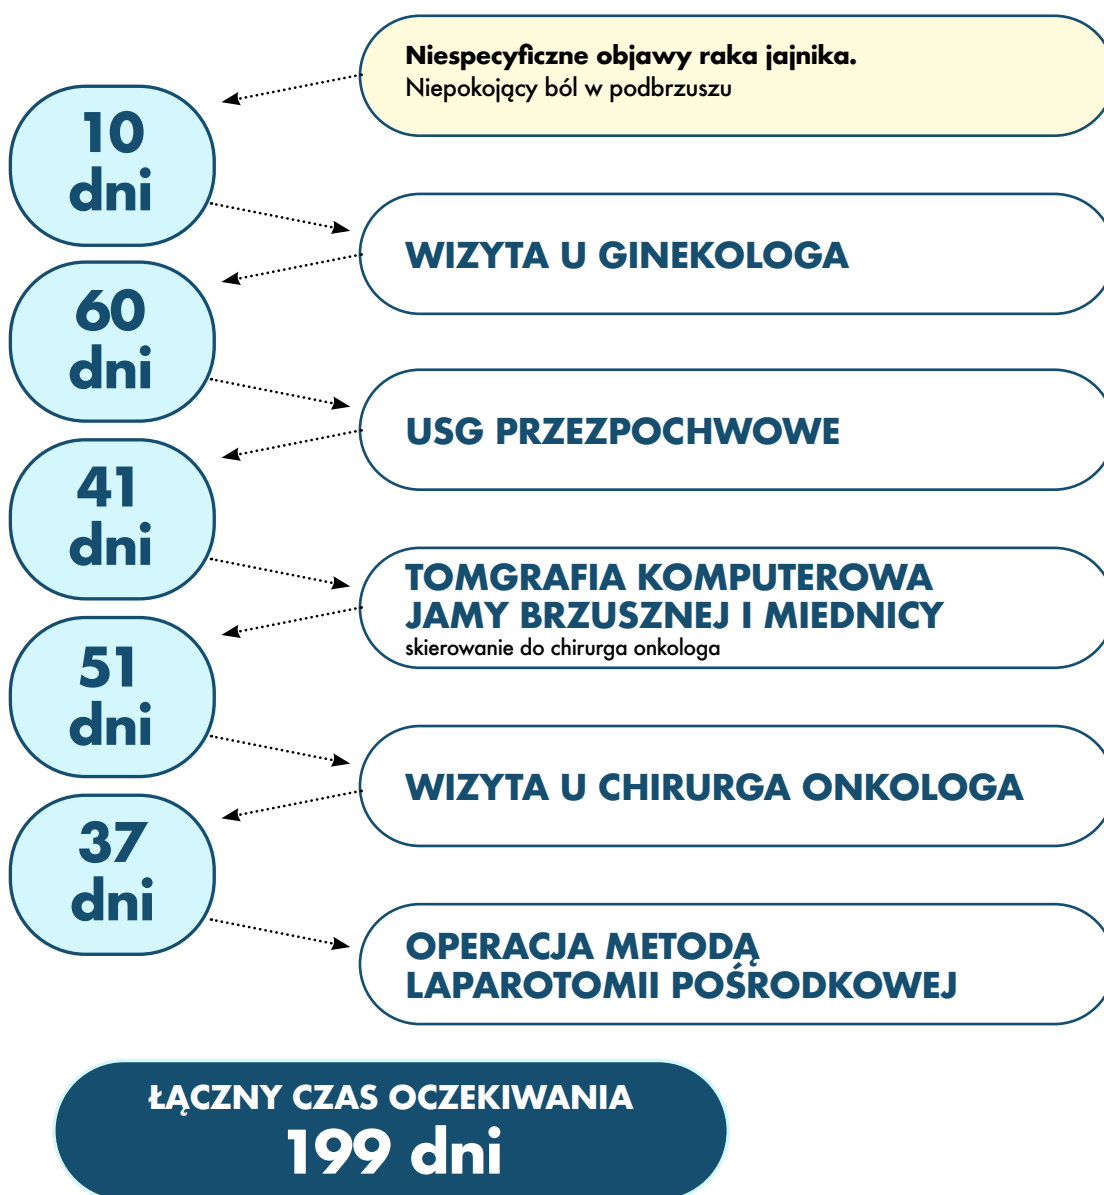 Niespecyficzne objawy raka jajnika.
Niepokojący ból w podbrzuszu
10
dni
WIZYTA U GINEKOLOGA
60
dni
USG PRZEZPOCHWOWE
41
dni
TOMGRAFIA KOMPUTEROWA
JAMY BRZUSZNEJ I MIEDNICY
skierowanie do chirurga onkologa
51
dni
WIZYTA U CHIRURGA ONKOLOGA
37
dni
OPERACJA METODĄ
LAPAROTOMII POŚRODKOWEJ
ŁĄCZNY CZAS OCZEKIWANIA
199 dni